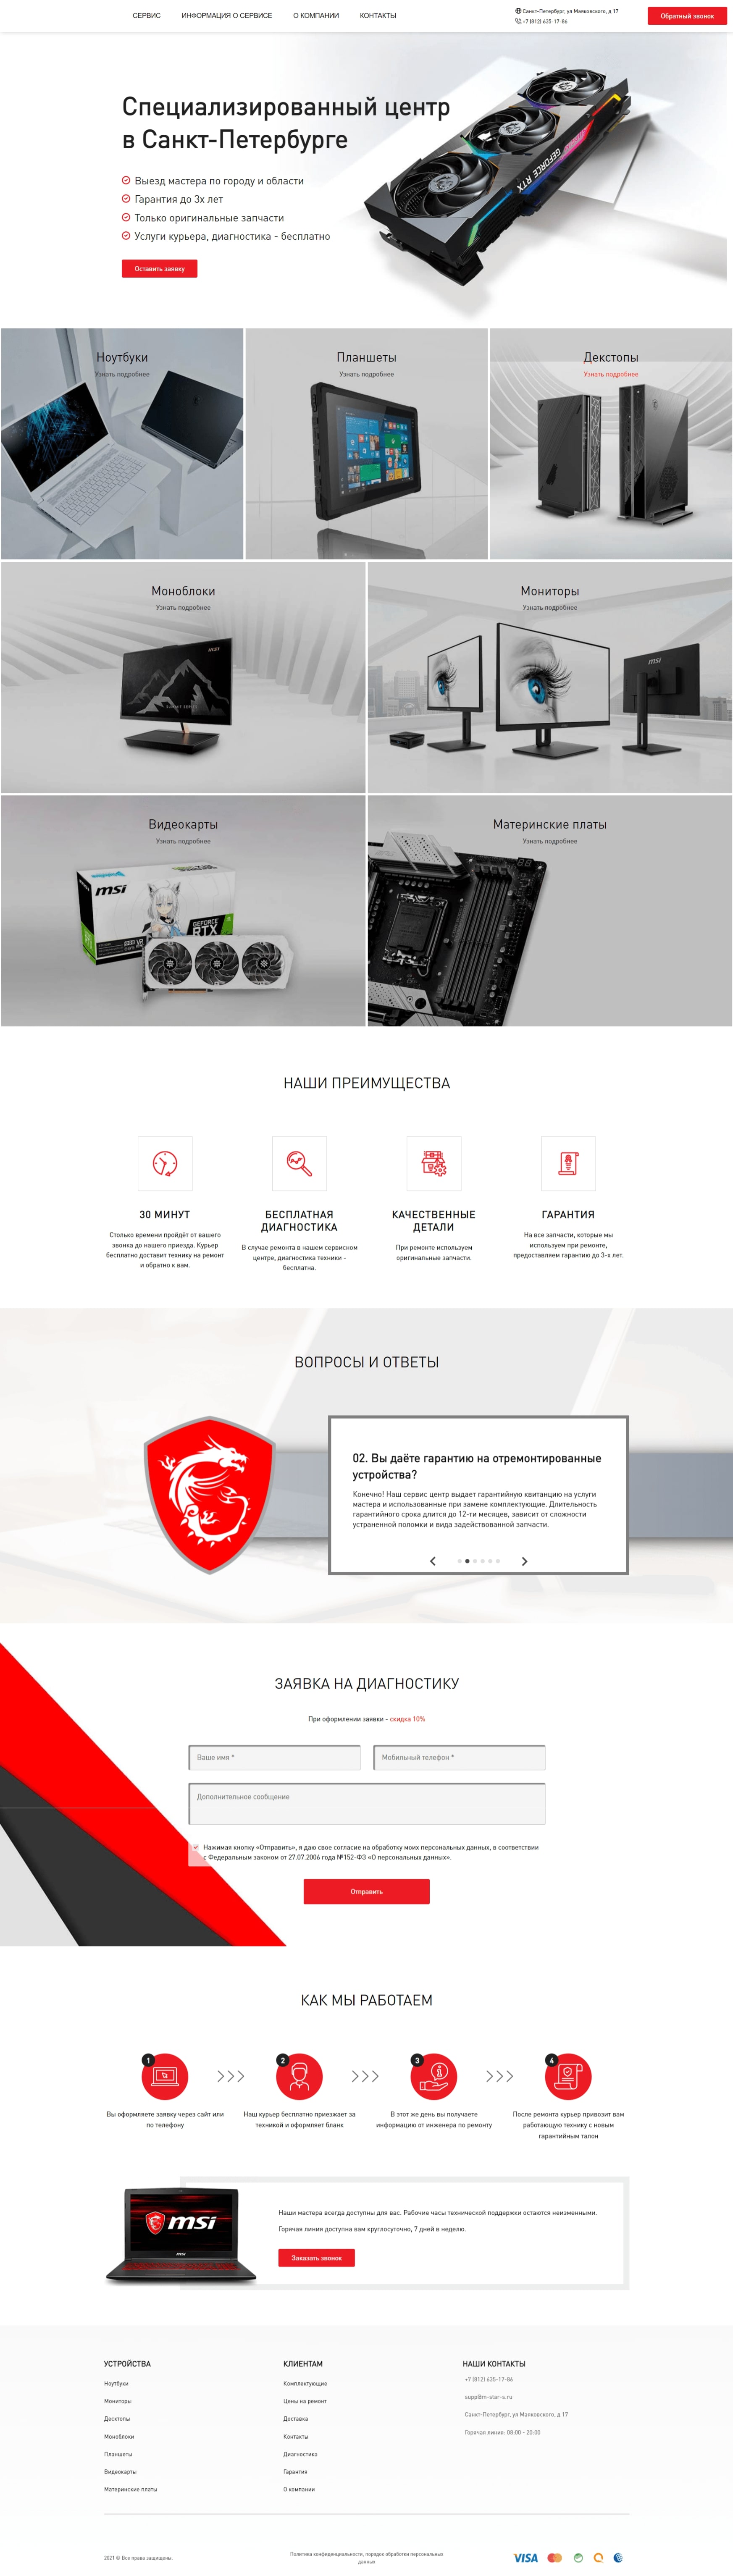 СЕРВИС
ИНФОРМАЦИЯ О СЕРВИСЕ
О КОМПАНИИ
КОНТАКТЫ
Санкт-Петербург, ул Маяковского, д 17
+7 (812) 635-17-86
Обратный звонок
Специализированный центр
в Санкт-Петербурге
Выезд мастера по городу и области
Гарантия до 3х лет
Только оригинальные запчасти
Услуги курьера, диагностика - бесплатно
Оставить заявку
GEFORCE RTX
Ноутбуки
Узнать подробнее
Планшеты
Узнать подробнее
Декстопы
Узнать подробнее
Моноблоки
Узнать подробнее
Мониторы
Узнать подробнее
msi
Видеокарты
Узнать подробнее
msi
GEFORCE
RTX
Материнские платы
Узнать подробнее
НАШИ ПРЕИМУЩЕСТВА
30 МИНУТ
Столько времени пройдёт от вашего
звонка до нашего приезда. Курьер
бесплатно доставит технику на ремонт
и обратно к вам.
БЕСПЛАТНАЯ
ДИАГНОСТИКА
В случае ремонта в нашем сервисном
центре, диагностика техники -
бесплатна.
КАЧЕСТВЕННЫЕ
ДЕТАЛИ
При ремонте используем
оригинальные запчасти.
ГАРАНТИЯ
На все запчасти, которые мы
используем при ремонте,
предоставляем гарантию до 3-х лет.
ВОПРОСЫ И ОТВЕТЫ
02. Вы даёте гарантию на отремонтированные
устройства?
Конечно! Наш сервис центр выдает гарантийную квитанцию на услуги
мастера и использованные при замене комплектующие. Длительность
гарантийного срока длится до 12-ти месяцев, зависит от сложности
устраненной поломки и вида задействованной запчасти.
ЗАЯВКА НА ДИАГНОСТИКУ
При оформлении заявки - скидка 10%
Ваше имя *
Мобильный телефон *
Дополнительное сообщение
Нажимая кнопку «Отправить», я даю свое согласие на обработку моих персональных данных, в соответствии
с Федеральным законом от 27.07.2006 года №152-ФЗ «О персональных данных».
Отправить
КАК МЫ РАБОТАЕМ
1
2
3
4
Вы оформляете заявку через сайт или
по телефону
Наш курьер бесплатно приезжает за
техникой и оформляет бланк
В этот же день вы получаете
информацию от инженера по ремонту
После ремонта курьер привозит вам
работающую технику с новым
гарантийным талон
msi
msi
Наши мастера всегда доступны для вас. Рабочие часы технической поддержки остаются неизменными.
Горячая линия доступна вам круглосуточно, 7 дней в неделю.
Заказать звонок
УСТРОЙСТВА
Ноутбуки
Мониторы
Десктопы
Моноблоки
Планшеты
Видеокарты
Материнские платы
КЛИЕНТАМ
Комплектующие
Цены на ремонт
Доставка
Контакты
Диагностика
Гарантия
О компании
НАШИ КОНТАКТЫ
+7 (812) 635-17-86
supp@m-star-s.ru
Санкт-Петербург, ул Маяковского, д 17
Горячая линия: 08:00 - 20:00
2021 © Все права защищены.
Политика конфиденциальности, порядок обработки персональных
данных
VISA